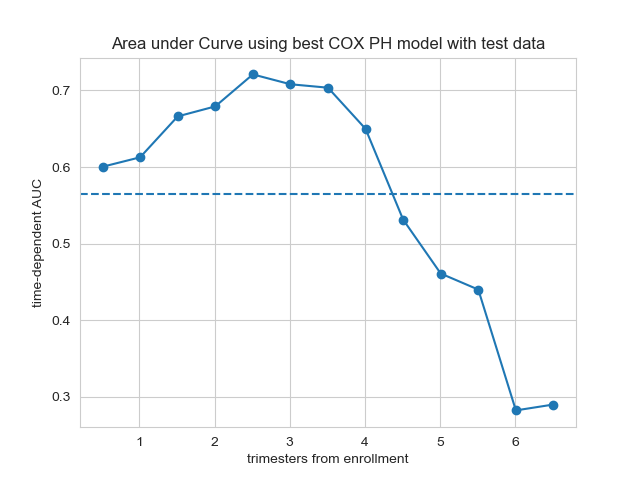 Area under Curve using best COX PH model with test data
time-dependent AUC
0.7
0.6
0.5
0.4
0.3
1 2 3 4 5 6
trimesters from enrollment